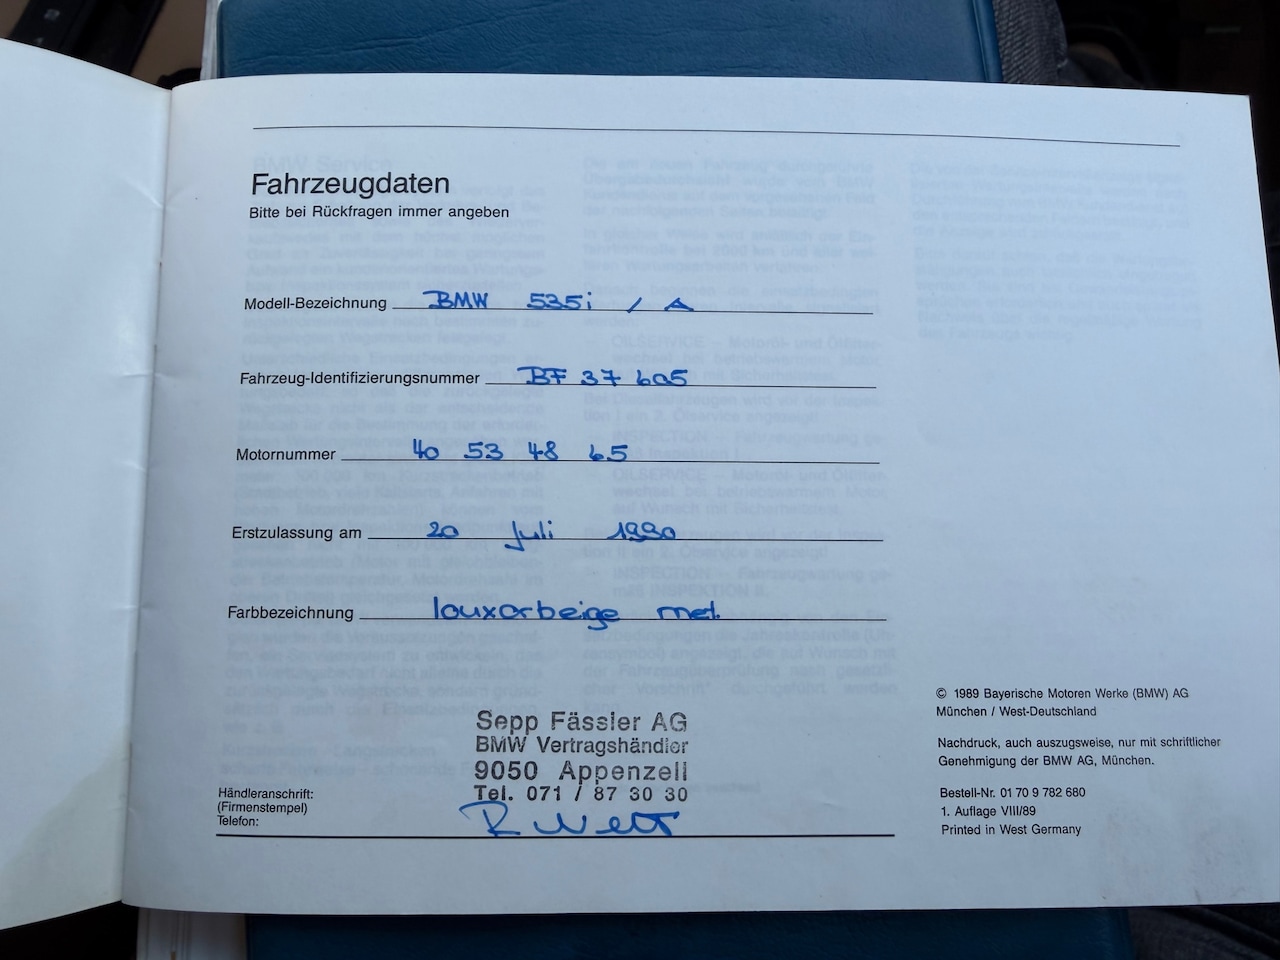 Fahrzeugdaten
Bitte bei Rückfragen immer angeben
Modell-Bezeichnung BMW 535i / A
Fahrzeug-Identifizierungsnummer BF 37 605
Motornummer 40 53 48 65
Erstzulassung am 20 Juli 1990
Farbbezeichnung louxorbeige met.
Sepp Fässler AG
BMW Vertragshändler
9050 Appenzell
Tel. 071 / 87 30 30
Händleranschrift:
(Firmenstempel)
Telefon:
© 1989 Bayerische Motoren Werke (BMW) AG
München / West-Deutschland
Nachdruck, auch auszugsweise, nur mit schriftlicher
Genehmigung der BMW AG, München.
Bestell-Nr. 01 70 9 782 680
1. Auflage VIII/89
Printed in West Germany